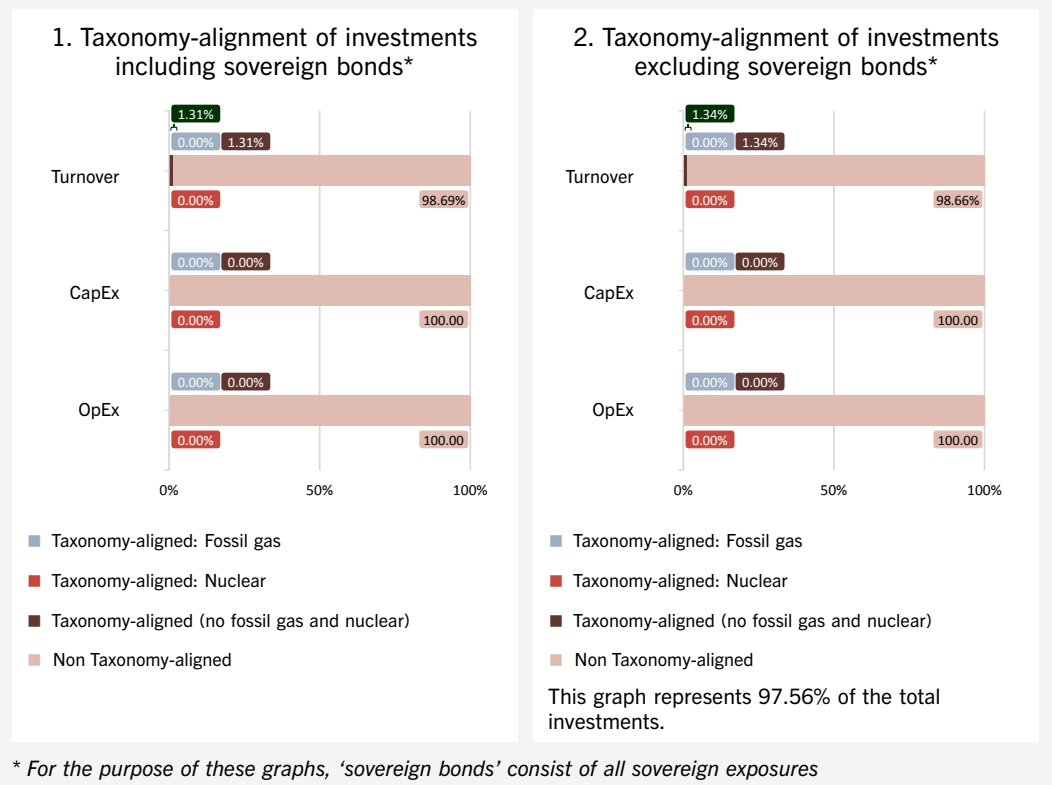 1. Taxonomy-alignment of investments
including sovereign bonds*
1.31%
0.00% 1.31%
Turnover
0.00% 98.69%
0.00% 0.00%
CapEx
0.00% 100.00
0.00% 0.00%
OpEx
0.00% 100.00
0% 50% 100%
Taxonomy-aligned: Fossil gas
Taxonomy-aligned: Nuclear
Taxonomy-aligned (no fossil gas and nuclear)
Non Taxonomy-aligned
2. Taxonomy-alignment of investments
excluding sovereign bonds*
1.34%
0.00% 1.34%
Turnover
0.00% 98.66%
0.00% 0.00%
CapEx
0.00% 100.00
0.00% 0.00%
OpEx
0.00% 100.00
0% 50% 100%
Taxonomy-aligned: Fossil gas
Taxonomy-aligned: Nuclear
Taxonomy-aligned (no fossil gas and nuclear)
Non Taxonomy-aligned
This graph represents 97.56% of the total
investments.
* For the purpose of these graphs, ‘sovereign bonds’ consist of all sovereign exposures